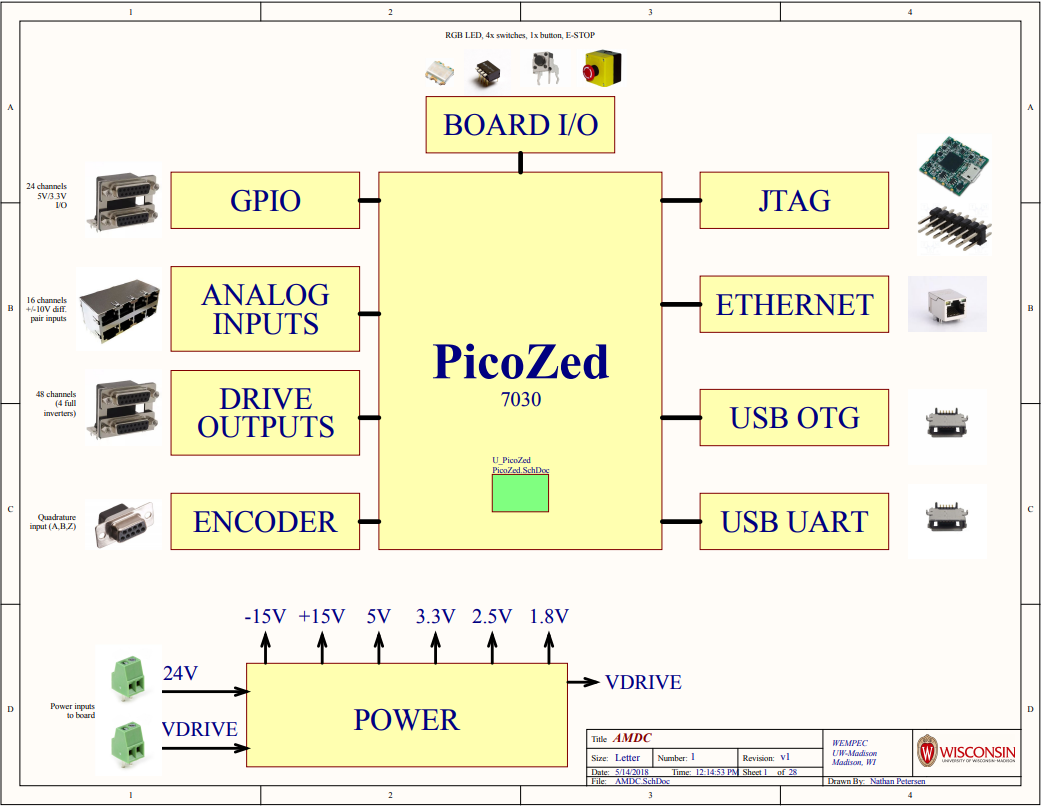 1 2 3 4
RGB LED, 4x switches, 1x button, E-STOP
A A
BOARD I/O
24 channels
5V/3.3V
I/O
GPIO
JTAG
B B
16 channels
+/-10V diff.
pair inputs
ANALOG
INPUTS
ETHERNET
PicoZed
7030
48 channels
(4 full
inverters)
DRIVE
OUTPUTS
USB OTG
U_PicoZed
PicoZed.SchDoc
C C
Quadrature
input (A,B,Z)
ENCODER
USB UART
-15V +15V 5V 3.3V 2.5V 1.8V
24V
VDRIVE
Power inputs
to board
D D
VDRIVE
POWER
Title AMDC
Size: Letter Number: 1 Revision: v1
Date: 5/14/2018 Time: 12:14:53 PM Sheet 1 of 28
File: AMDC.SchDoc
WEMPEC
UW-Madison
Madison, WI
WISCONSIN
UNIVERSITY OF WISCONSIN-MADISON
Drawn By: Nathan Petersen
1 2 3 4